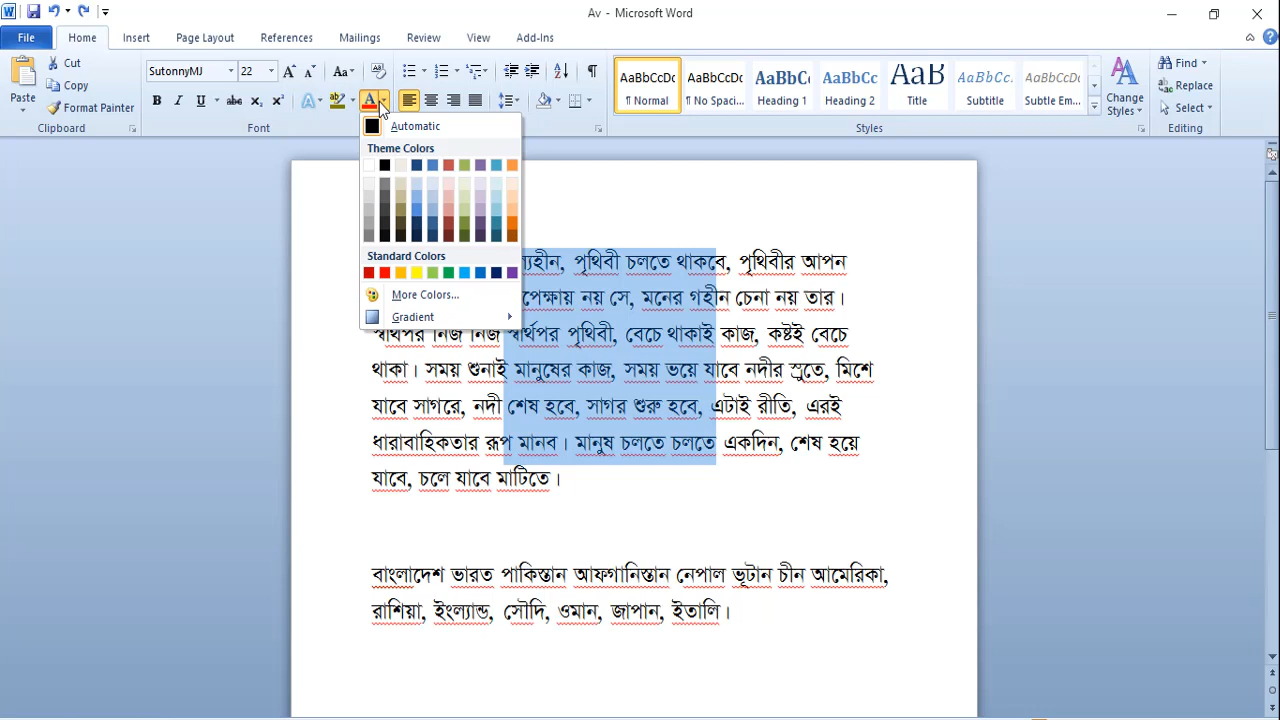 Av - Microsoft Word
File Home Insert Page Layout References Mailings Review View Add-Ins
Cut
Copy
Format Painter
Paste
Clipboard
SutonnyMJ 22
Font
Automatic
Theme Colors
Standard Colors
More Colors...
Gradient
AaBbCcDc AaBbCcDc AaBbCc AaBbCc AaB AaBbCcL AaBbCcDc
¶ Normal ¶ No Spaci... Heading 1 Heading 2 Title Subtitle Subtle Em...
Change Styles
Styles
Find
Replace
Select
Editing
পৃথিবী চলতে থাকবে, পৃথিবীর আপন
নয় সে, মনের গহীন চেনা নয় তার।
স্বার্থপর নিজ নিজ স্বার্থপর পৃথিবী, বেচে থাকাই কাজ, কষ্টই বেচে
থাকা। সময় শুনাই মানুষের কাজ, সময় ভয়ে যাবে নদীর স্রুতে, মিশে
যাবে সাগরে, নদী শেষ হবে, সাগর শুরু হবে, এটাই রীতি, এরই
ধারাবাহিকতার রূপ মানব। মানুষ চলতে চলতে একদিন, শেষ হয়ে
যাবে, চলে যাবে মাটিতে।
বাংলাদেশ ভারত পাকিস্তান আফগানিস্তান নেপাল ভূটান চীন আমেরিকা,
রাশিয়া, ইংল্যান্ড, সৌদি, ওমান, জাপান, ইতালি।